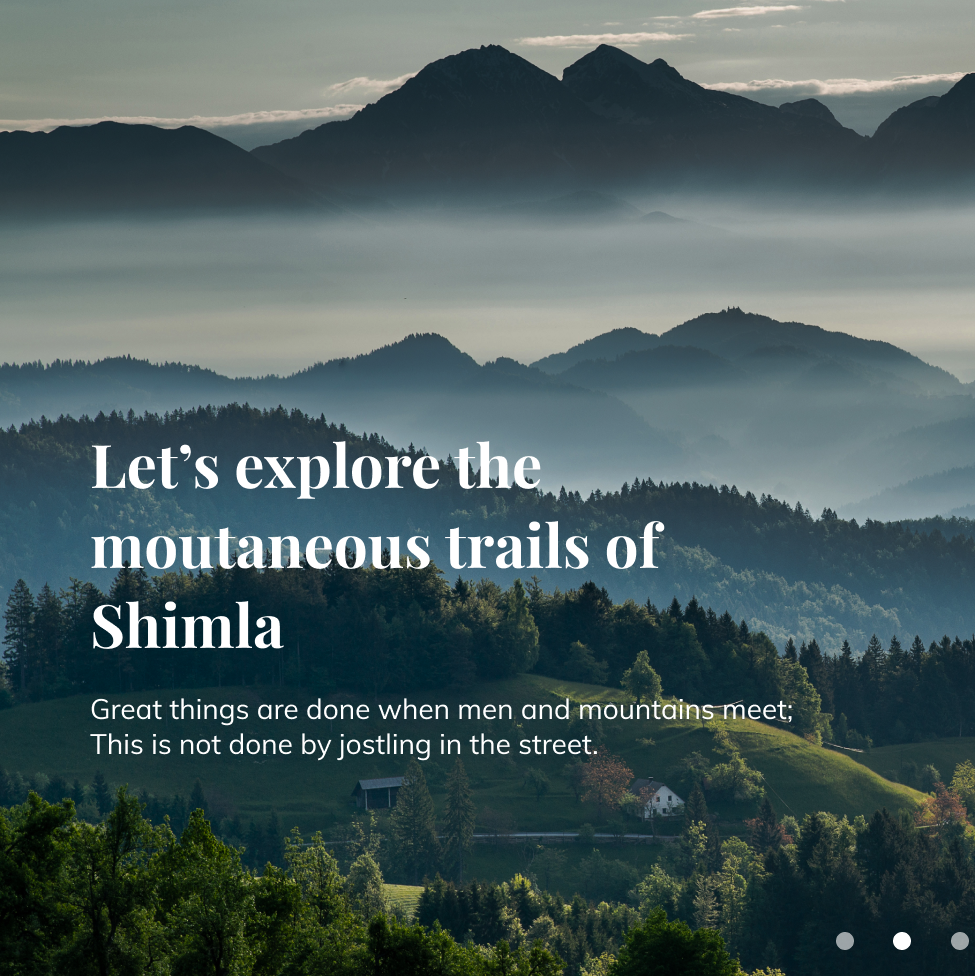 Let’s explore the
moutaneous trails of
Shimla
Great things are done when men and mountains meet;
This is not done by jostling in the street.